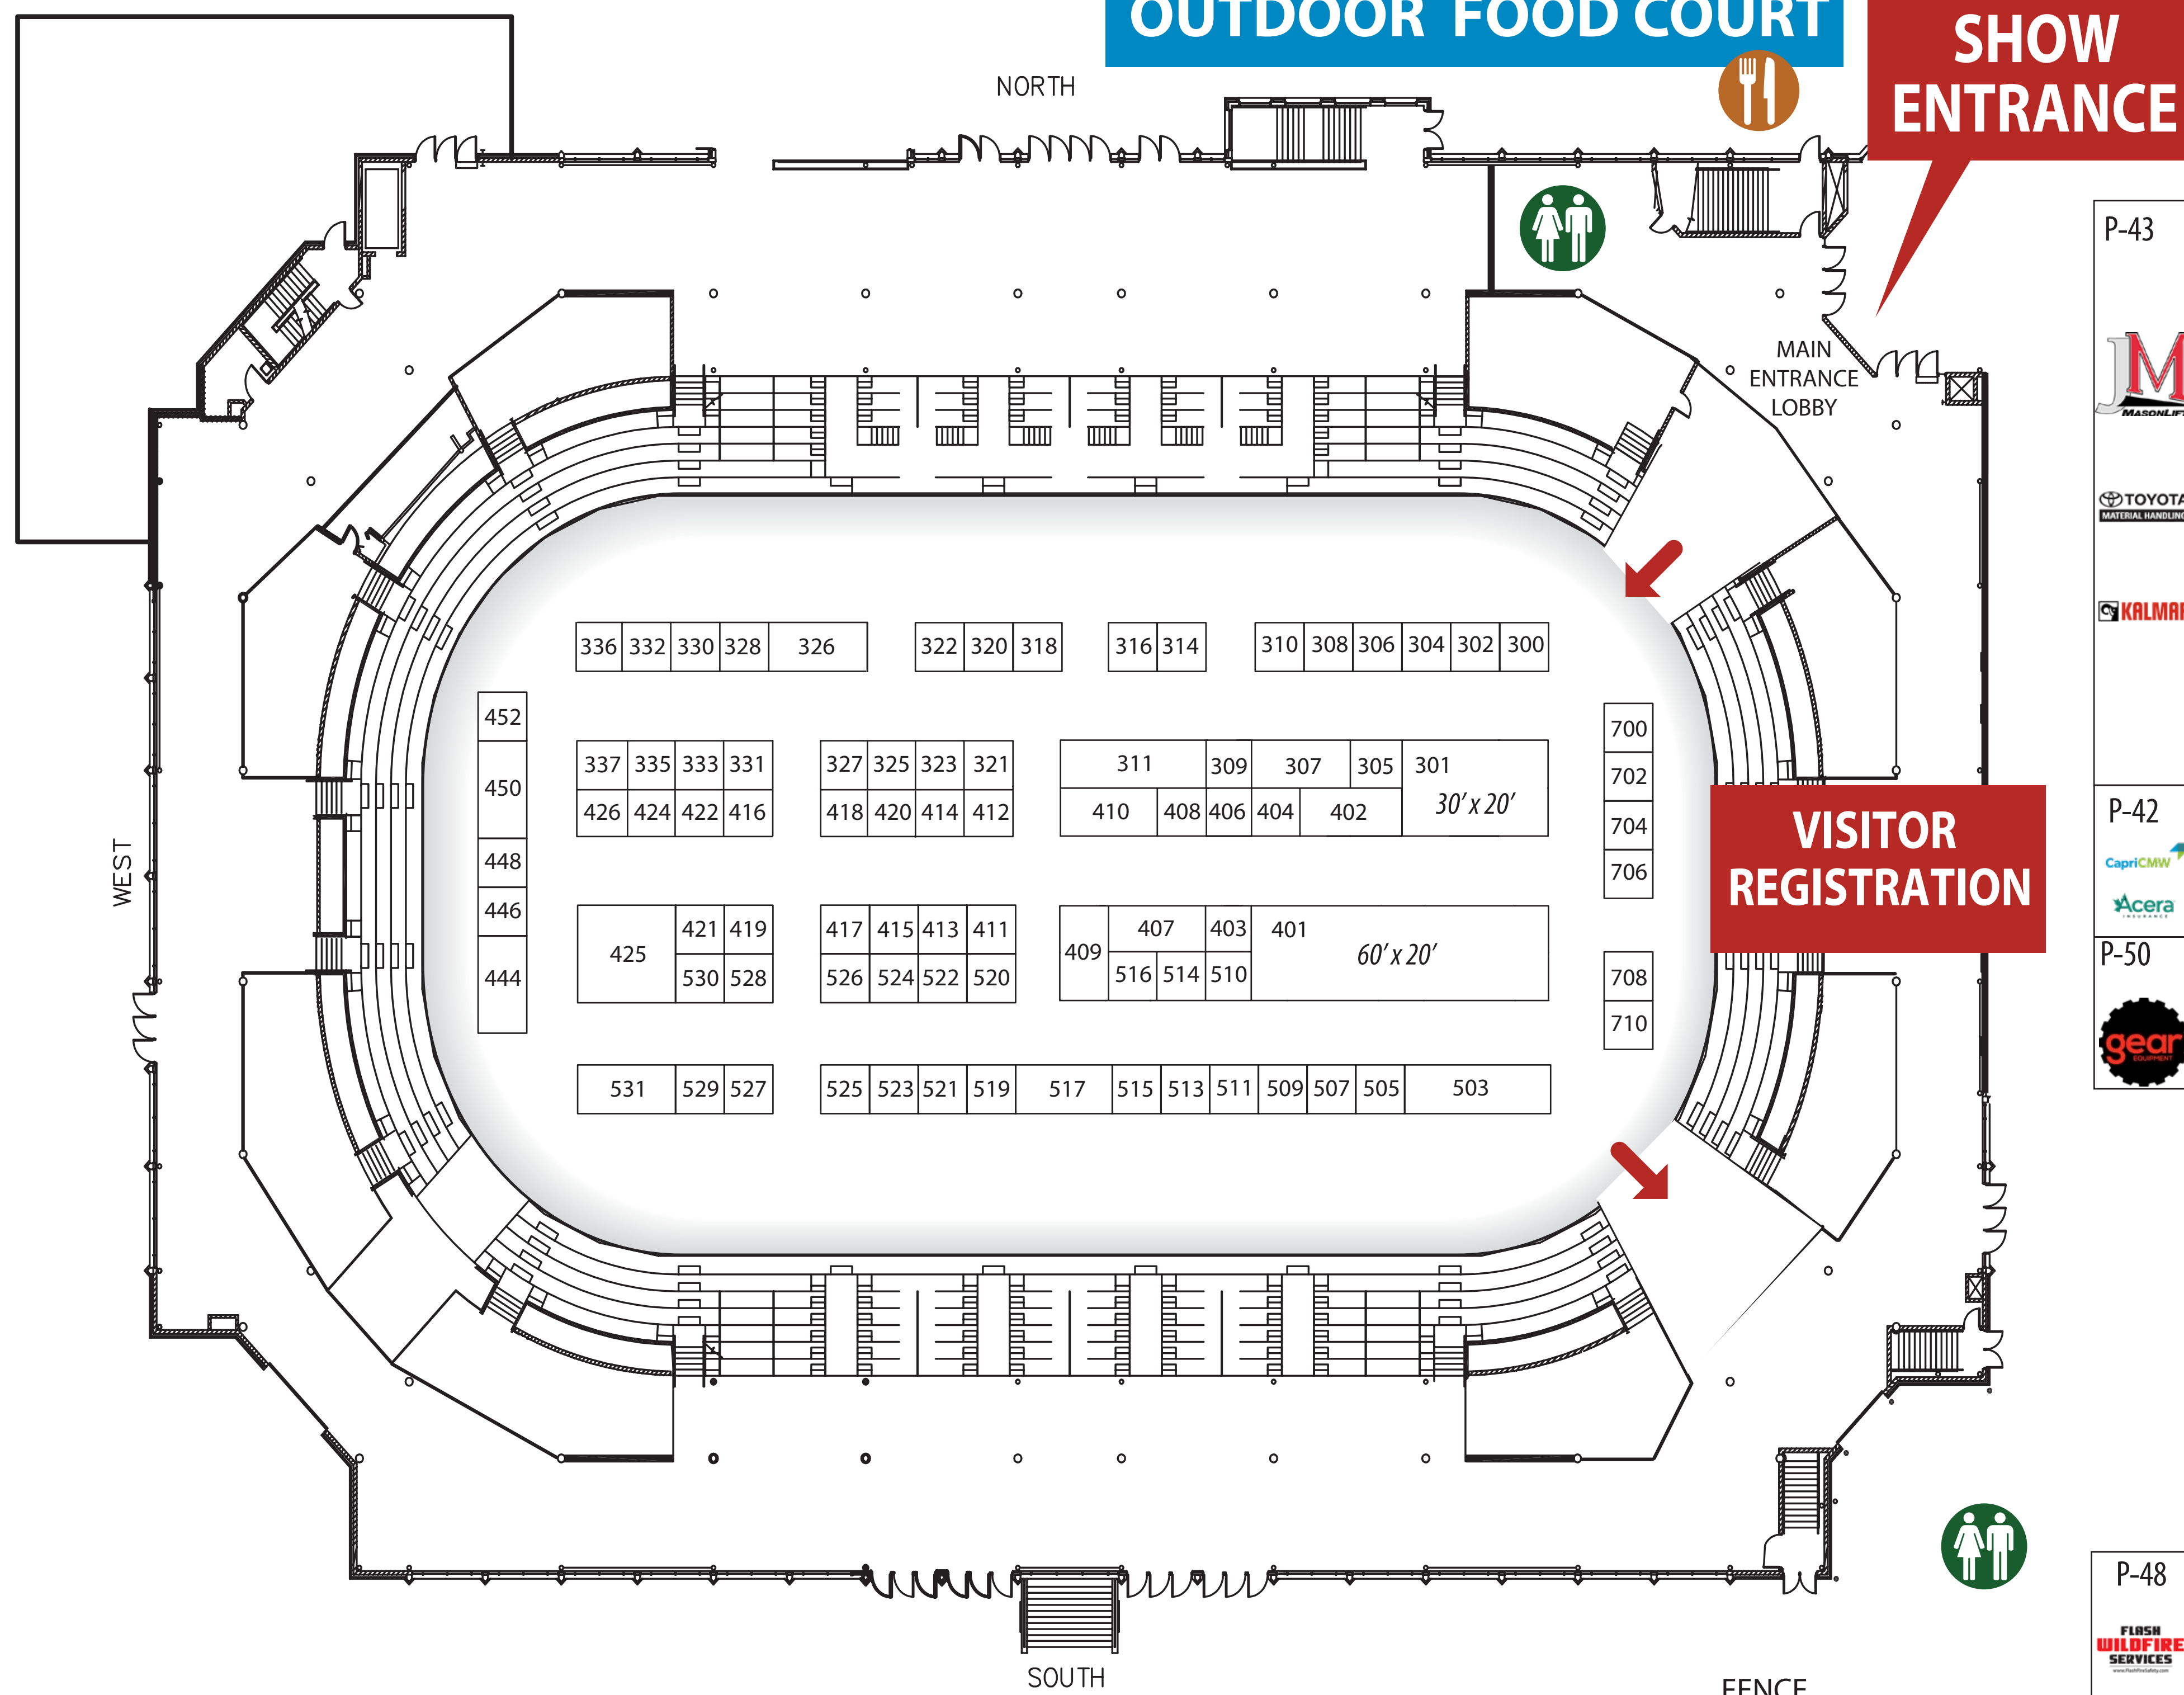 OUTDOOR FOOD COURT
SHOW
ENTRANCE
NORTH
P-43
MAIN
ENTRANCE
LOBBY
MASONLIFT
TOYOTA
MATERIAL HANDLING
KALMAR
336 332 330 328 326 322 320 318 316 314 310 308 306 304 302 300
452
700
337 335 333 331 327 325 323 321 311 309 307 305 301
702
450
30' x 20'
426 424 422 416 418 420 414 412 410 408 406 404 402
704
P-42
VISITOR
REGISTRATION
448
706
CapriCMW
WEST
446
Acera
INSURANCE
421 419 417 415 413 411 407 403 401
425
409
60' x 20'
P-50
444
530 528 526 524 522 520 516 514 510
708
710
gear
EQUIPMENT
531 529 527 525 523 521 519 517 515 513 511 509 507 505 503
P-48
FLASH
WILDFIRE
SERVICES
www.FlashFireSafety.com
SOUTH
FENCE